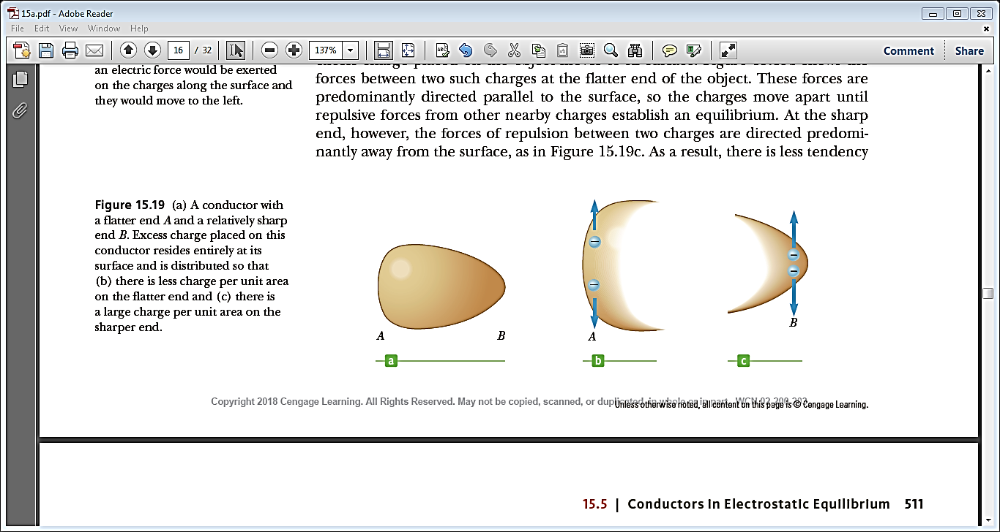 15a.pdf - Adobe Reader
File Edit View Window Help
16 / 32 137% Comment Share
an electric force would be exerted
on the charges along the surface and
they would move to the left.
forces between two such charges at the flatter end of the object. These forces are
predominantly directed parallel to the surface, so the charges move apart until
repulsive forces from other nearby charges establish an equilibrium. At the sharp
end, however, the forces of repulsion between two charges are directed predomi-
nantly away from the surface, as in Figure 15.19c. As a result, there is less tendency
Figure 15.19 (a) A conductor with
a flatter end A and a relatively sharp
end B. Excess charge placed on this
conductor resides entirely at its
surface and is distributed so that
(b) there is less charge per unit area
on the flatter end and (c) there is
a large charge per unit area on the
sharper end.
A B
a
A
b
B
c
Copyright 2018 Cengage Learning. All Rights Reserved. May not be copied, scanned, or duplicated, in whole or in part.
Unless otherwise noted, all content on this page is © Cengage Learning.
15.5 | Conductors in Electrostatic Equilibrium 511